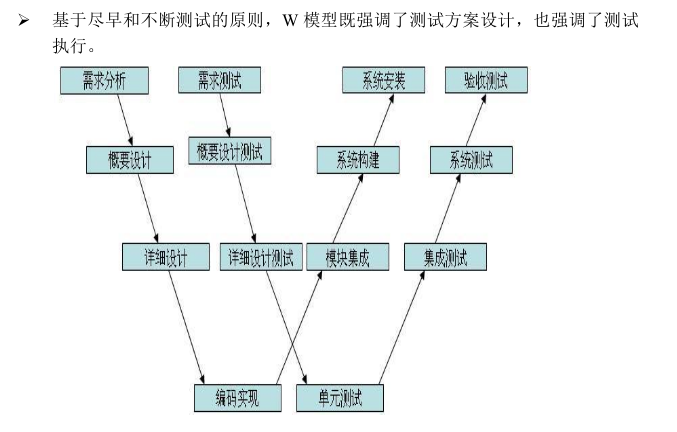 ➢ 基于尽早和不断测试的原则，W 模型既强调了测试方案设计，也强调了测试
执行。
需求分析
需求测试
系统安装
验收测试
概要设计
概要设计测试
系统构建
系统测试
详细设计
详细设计测试
模块集成
集成测试
编码实现
单元测试